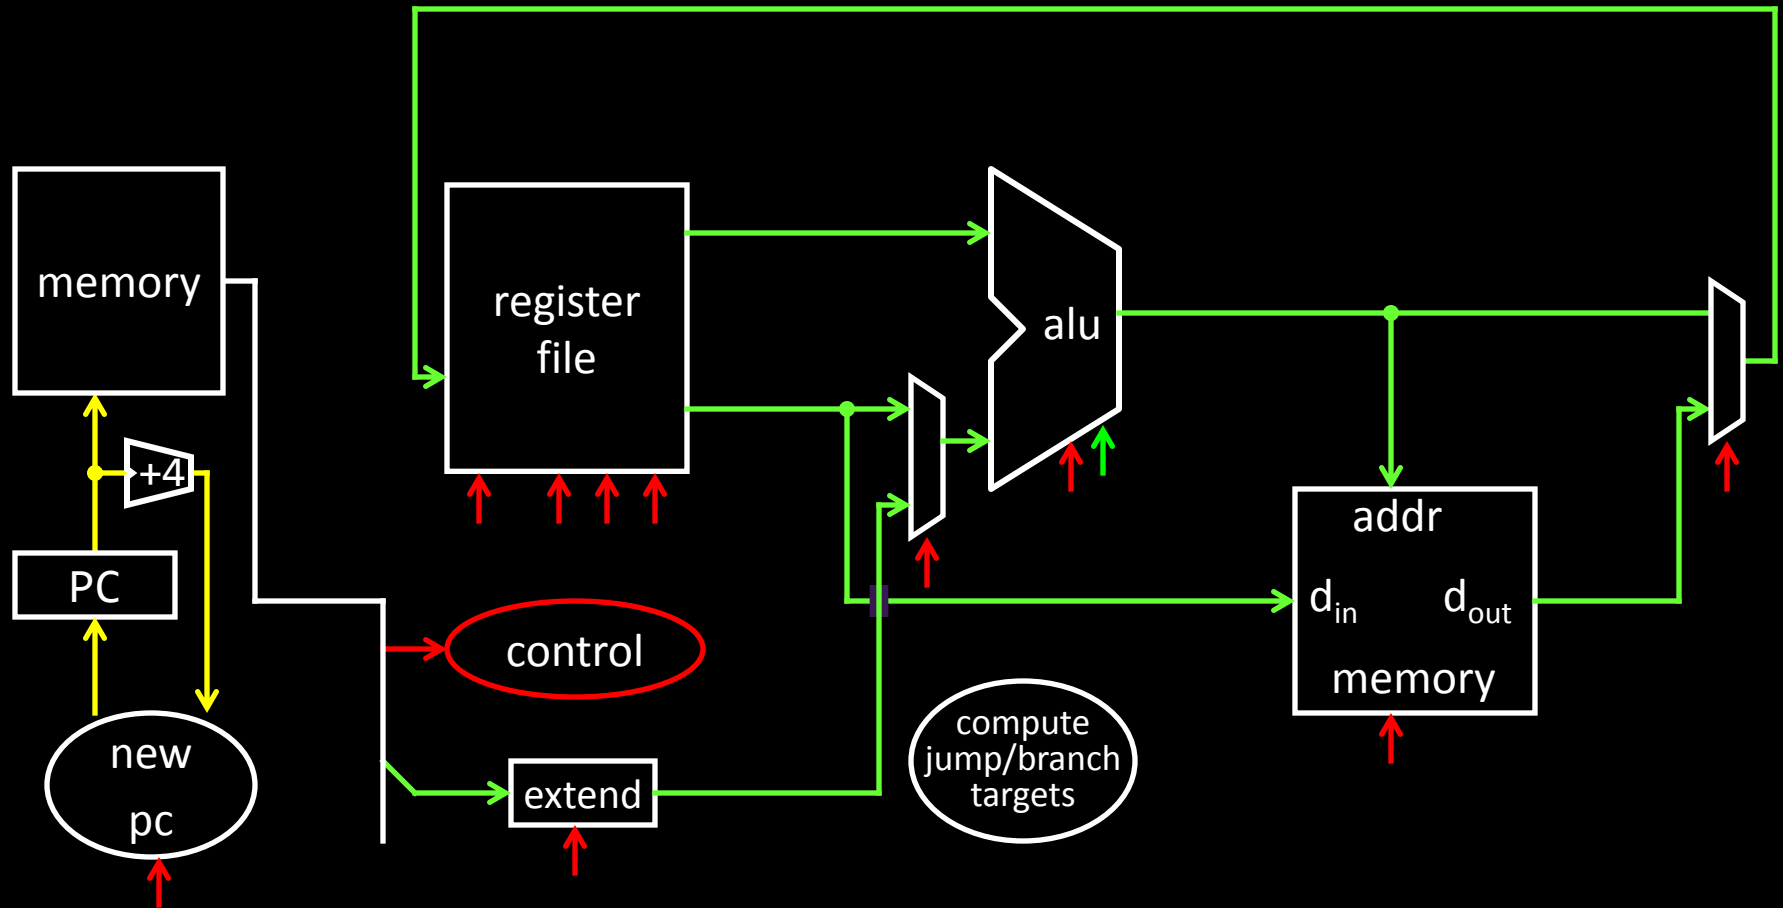 memory
register
file
alu
+4
PC
addr
din
dout
control
memory
new
pc
compute
jump/branch
targets
extend